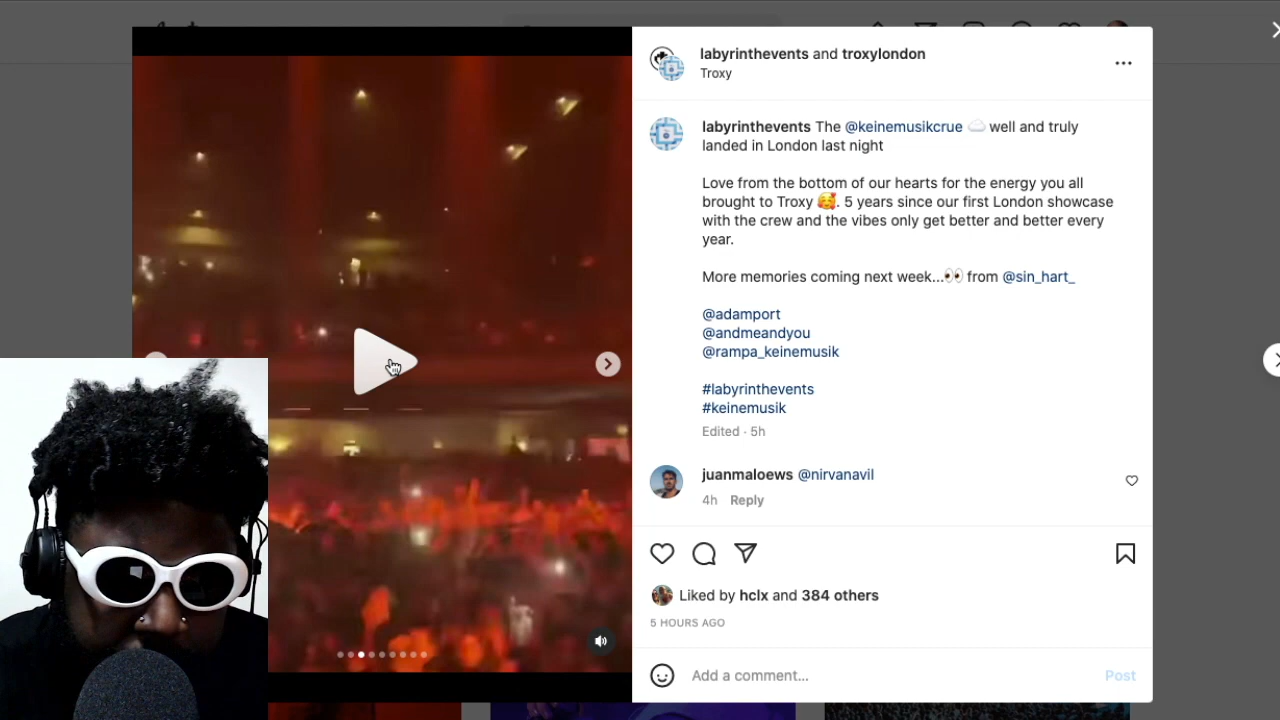 labyrinthevents and troxylondon
Troxy
labyrinthevents The @keinemusikcrue ☁️ well and truly
landed in London last night
Love from the bottom of our hearts for the energy you all
brought to Troxy 🥰. 5 years since our first London showcase
with the crew and the vibes only get better and better every
year.
More memories coming next week...👀 from @sin_hart_
@adamport
@andmeandyou
@rampa_keinemusik
#labyrinthevents
#keinemusik
Edited · 5h
juanmaloews @nirvanavil
4h Reply
Liked by hclx and 384 others
5 HOURS AGO
Add a comment...
Post